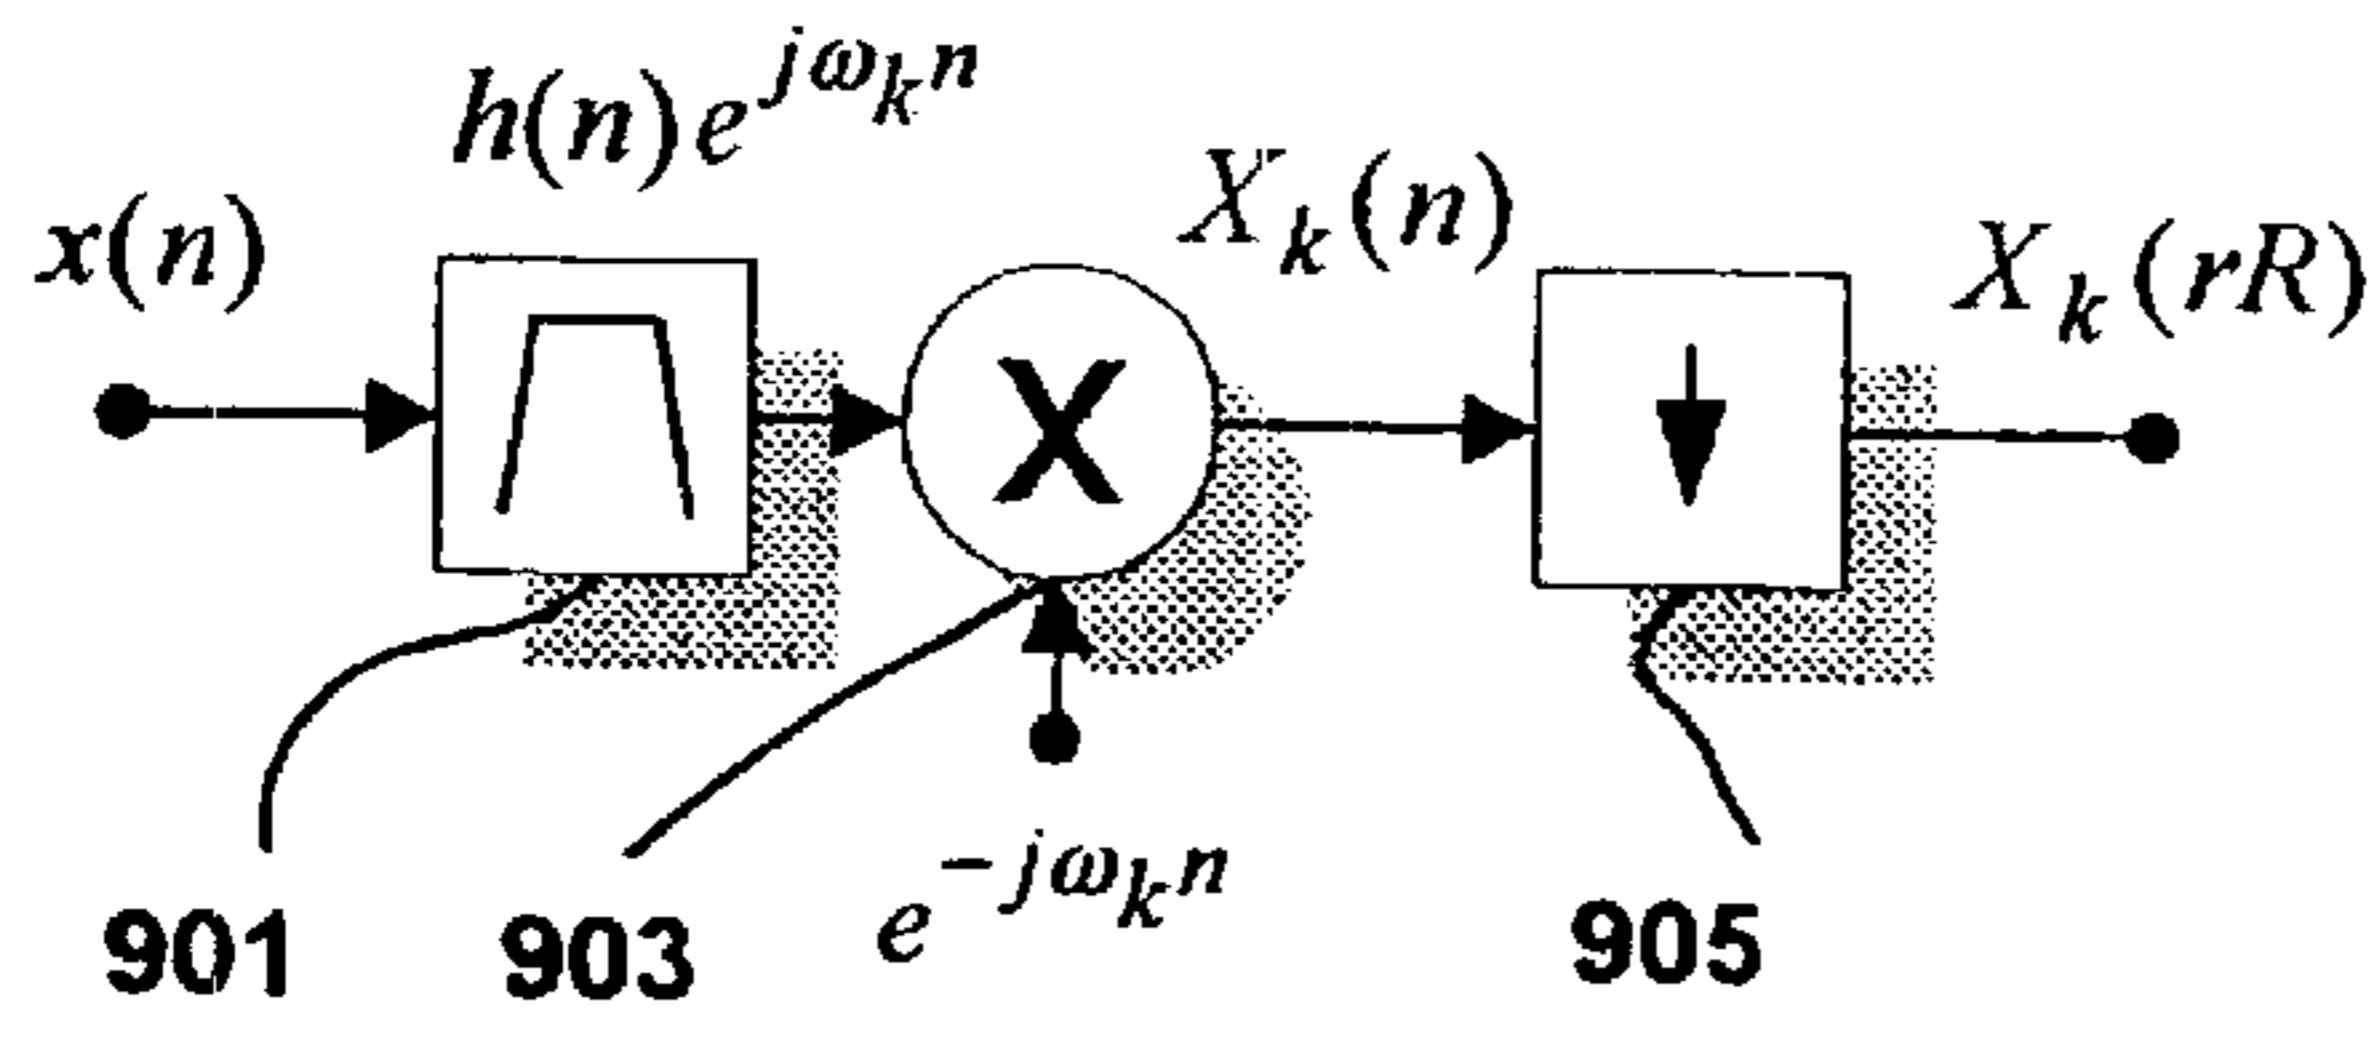 h(n)e^{jω_k n}
x(n)
X_k(n)
X_k(rR)
X
e^{-jω_k n}
901
903
905